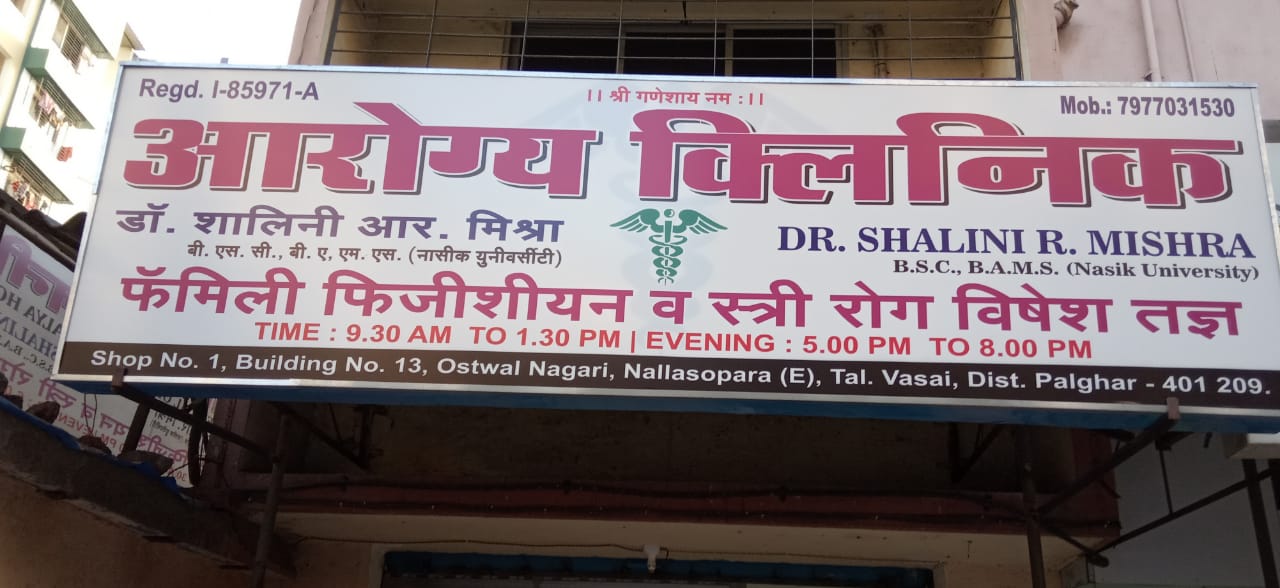 Regd. I-85971-A
।। श्री गणेशाय नम :।।
Mob.: 7977031530
आरोग्य क्लिनिक
डॉ. शालिनी आर. मिश्रा
बी. एस. सी., बी. ए, एम. एस. (नासीक युनीवर्सीटी)
DR. SHALINI R. MISHRA
B.S.C., B.A.M.S. (Nasik University)
फॅमिली फिजीशीयन व स्त्री रोग विषेश तज्ञ
TIME : 9.30 AM TO 1.30 PM | EVENING : 5.00 PM TO 8.00 PM
Shop No. 1, Building No. 13, Ostwal Nagari, Nallasopara (E), Tal. Vasai, Dist. Palghar - 401 209.